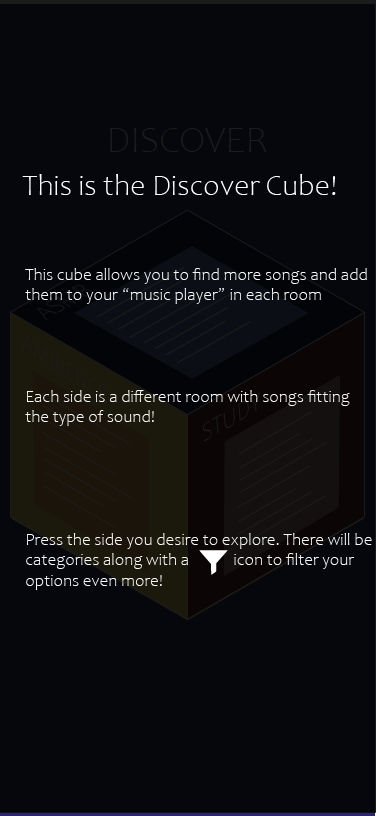 DISCOVER
This is the Discover Cube!
This cube allows you to find more songs and add
them to your “music player” in each room
Each side is a different room with songs fitting
the type of sound!
STUDY
Press the side you desire to explore. There will be
categories along with a icon to filter your
options even more!